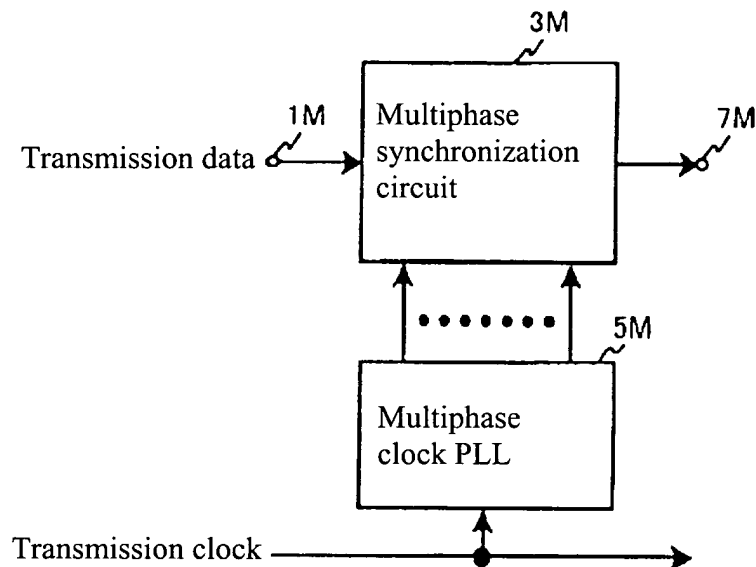 3M
1M
7M
Transmission data
Multiphase
synchronization
circuit
5M
Multiphase
clock PLL
Transmission clock